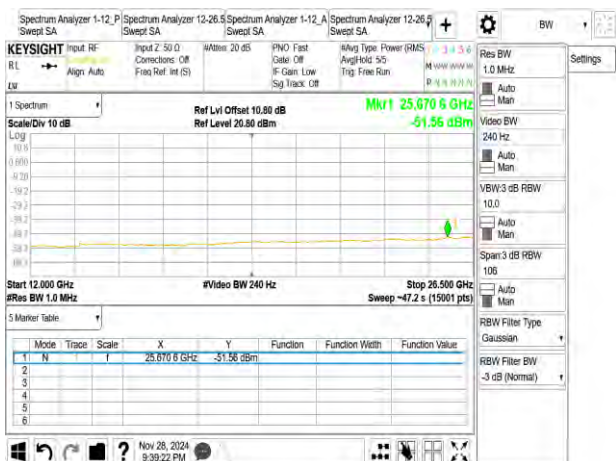 Spectrum Analyzer 1-12_P
Swept SA
Spectrum Analyzer 12-26.5
Swept SA
Spectrum Analyzer 1-12_A
Swept SA
Spectrum Analyzer 12-26.5
Swept SA
BW
KEYSIGHT
RL
Input: RF
Align: Auto
Input Z: 50 Ω
Corrections: Off
Freq Ref: Int (S)
#Atten: 20 dB
PNO: Fast
Gate: Off
IF Gain: Low
Sig Track: Off
#Avg Type: Power (RMS)
Avg|Hold: 5/5
Trig: Free Run
1 Spectrum
Scale/Div 10 dB
Log
Ref Lvl Offset 10.80 dB
Ref Level 20.80 dBm
Mkr1 25.670 6 GHz
-51.56 dBm
Start 12.000 GHz
#Res BW 1.0 MHz
#Video BW 240 Hz
Stop 26.500 GHz
Sweep ~47.2 s (15001 pts)
5 Marker Table
Mode Trace Scale X Y Function Function Width Function Value
1 N 1 f 25.670 6 GHz -51.56 dBm
2
3
4
5
6
Nov 28, 2024
9:39:22 PM
Res BW
1.0 MHz
Auto
Man
Video BW
240 Hz
Auto
Man
VBW:3 dB RBW
10.0
Auto
Man
Span:3 dB RBW
106
Auto
Man
RBW Filter Type
Gaussian
RBW Filter BW
-3 dB (Normal)
Settings